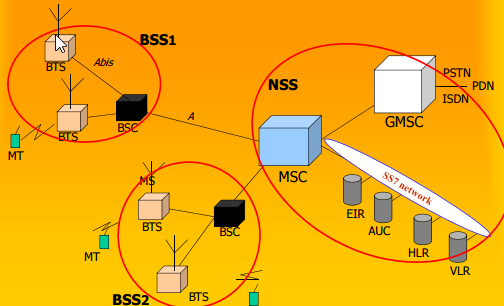 BSS1
BTS
Abis
BTS
BSC
MT
A
NSS
PSTN
PDN
ISDN
GMSC
MSC
SS7 network
EIR
AUC
HLR
VLR
MS
BTS
BSC
MT
BTS
BSS2